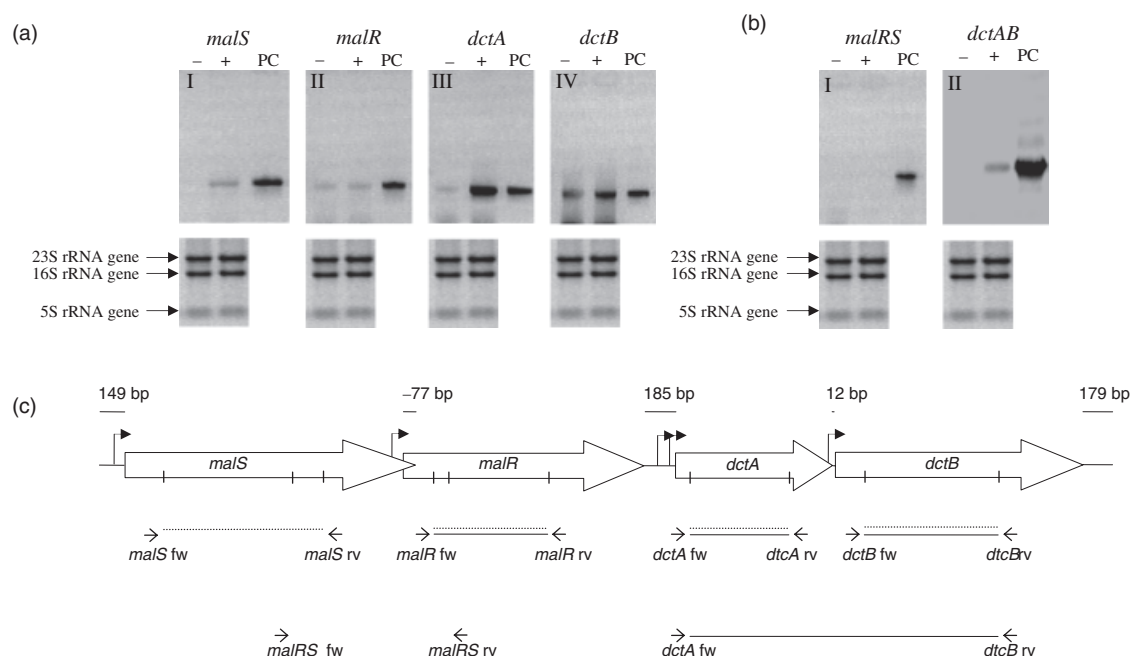 (a)
malS malR dctA dctB
– + PC – + PC – + PC – + PC
I II III IV
23S rRNA gene
16S rRNA gene
5S rRNA gene
(b)
malRS dctAB
– + PC – + PC
I II
23S rRNA gene
16S rRNA gene
5S rRNA gene
(c)
149 bp –77 bp 185 bp 12 bp 179 bp
malS malR dctA dctB
malS fw malS rv malR fw malR rv dctA fw dtcA rv dctB fw dtcBrv
malRS fw malRS rv dctA fw dtcB rv